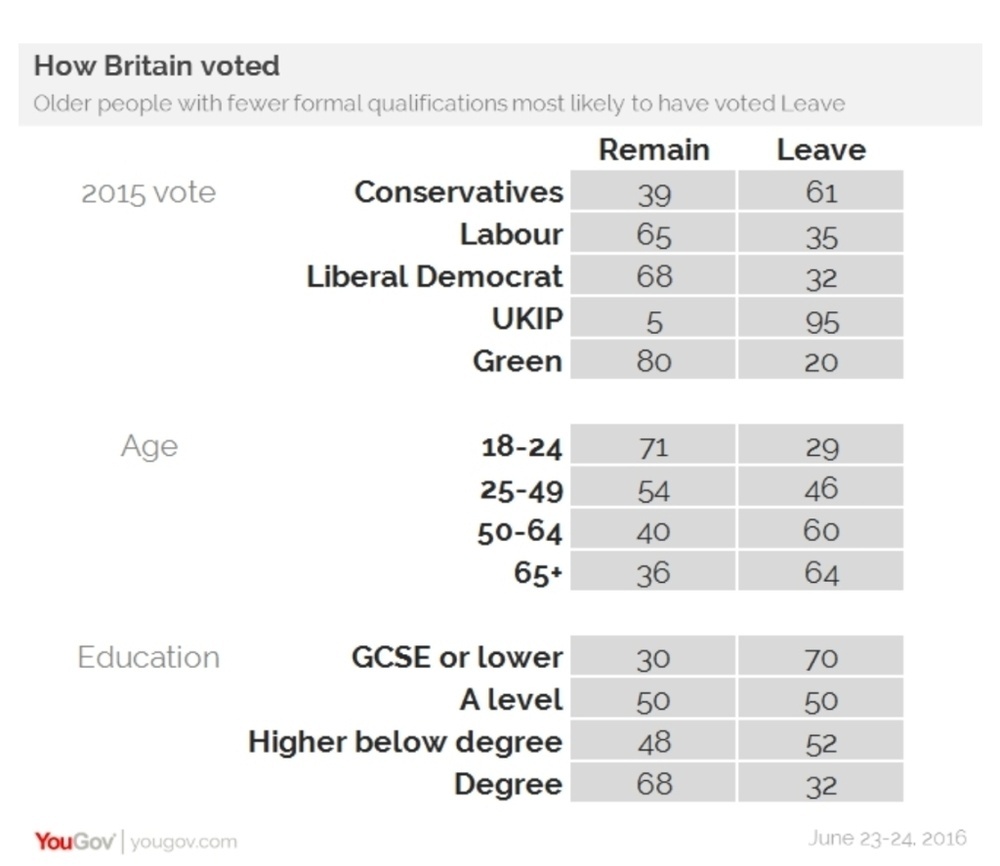 How Britain voted
Older people with fewer formal qualifications most likely to have voted Leave
Remain Leave
2015 vote Conservatives 39 61
Labour 65 35
Liberal Democrat 68 32
UKIP 5 95
Green 80 20
Age 18-24 71 29
25-49 54 46
50-64 40 60
65+ 36 64
Education GCSE or lower 30 70
A level 50 50
Higher below degree 48 52
Degree 68 32
YouGov | yougov.com June 23-24, 2016